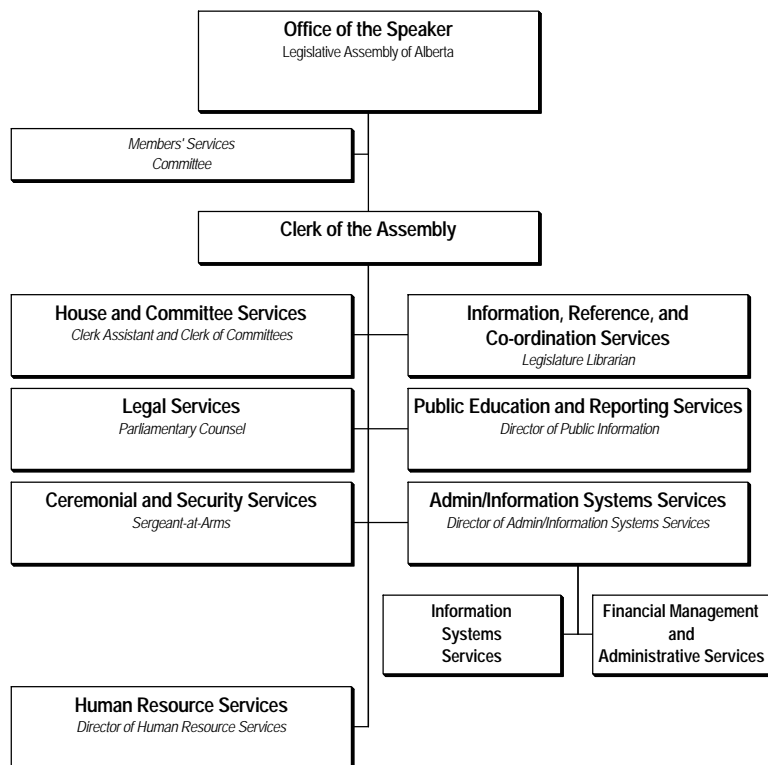 Office of the Speaker
Legislative Assembly of Alberta
Members' Services
Committee
Clerk of the Assembly
House and Committee Services
Clerk Assistant and Clerk of Committees
Information, Reference, and
Co-ordination Services
Legislature Librarian
Legal Services
Parliamentary Counsel
Public Education and Reporting Services
Director of Public Information
Ceremonial and Security Services
Sergeant-at-Arms
Admin/Information Systems Services
Director of Admin/Information Systems Services
Information
Systems
Services
Financial Management
and
Administrative Services
Human Resource Services
Director of Human Resource Services